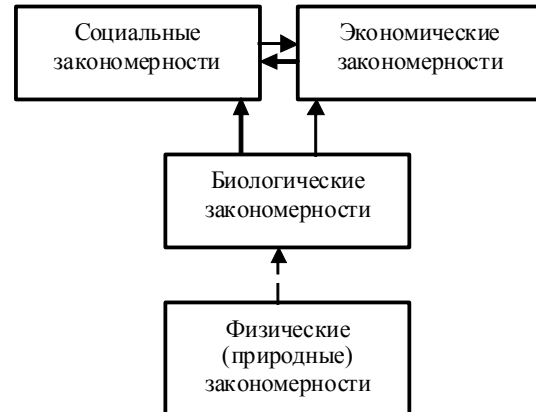 Социальные
закономерности
Экономические
закономерности
Биологические
закономерности
Физические
(природные)
закономерности